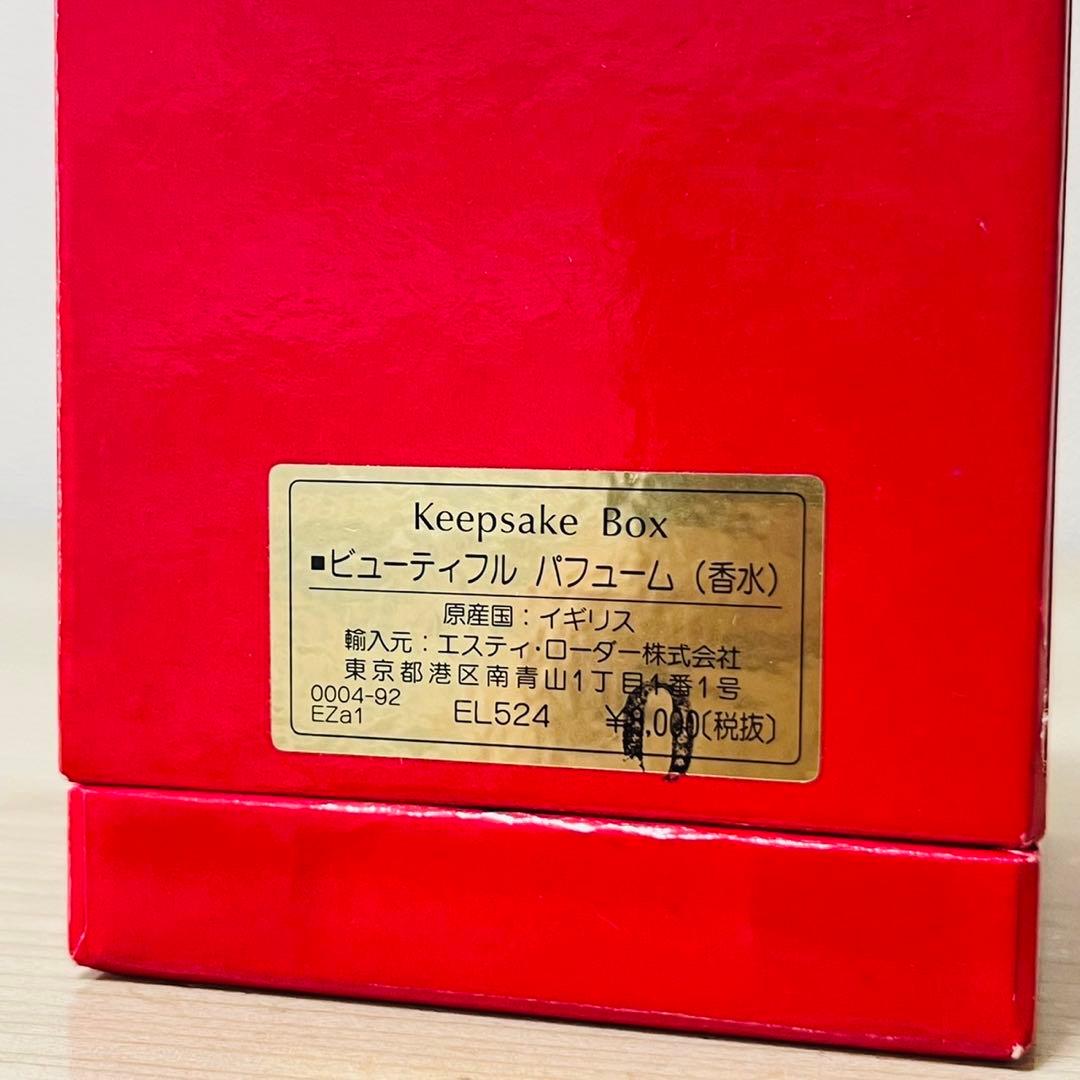 Keepsake Box
■ビューティフル パフューム（香水）
原産国：イギリス
輸入元：エスティ・ローダー株式会社
東京都港区南青山1丁目1番1号
0004-92
EZa1 EL524 〔税抜〕